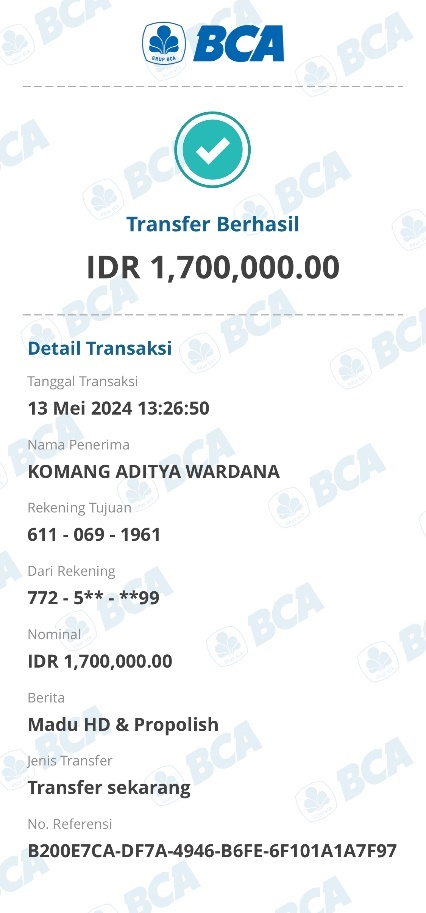 GRUP BCA
BCA
Transfer Berhasil
IDR 1,700,000.00
Detail Transaksi
Tanggal Transaksi
13 Mei 2024 13:26:50
Nama Penerima
KOMANG ADITYA WARDANA
Rekening Tujuan
611 - 069 - 1961
Dari Rekening
772 - 5** - **99
Nominal
IDR 1,700,000.00
Berita
Madu HD & Propolish
Jenis Transfer
Transfer sekarang
No. Referensi
B200E7CA-DF7A-4946-B6FE-6F101A1A7F97